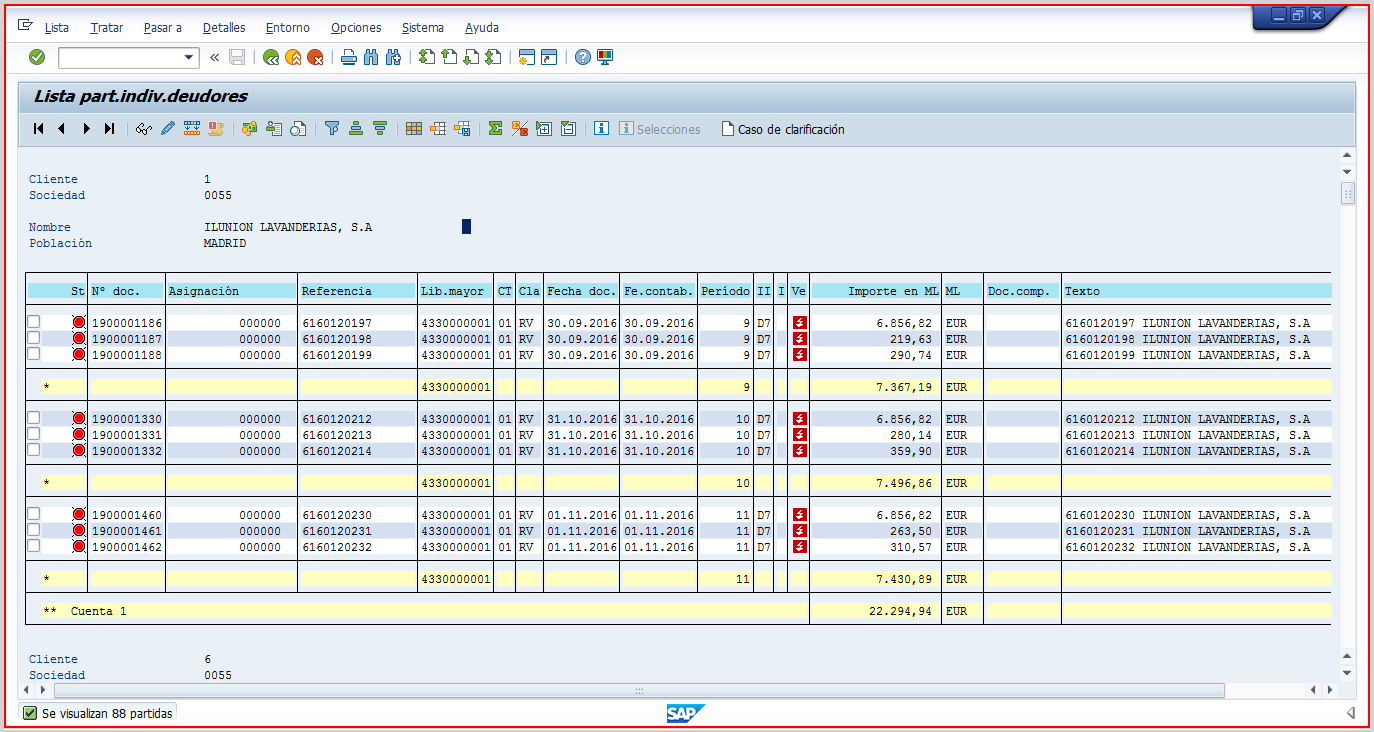 Lista Tratar Pasar a Detalles Entorno Opciones Sistema Ayuda
Lista part.indiv.deudores
Selecciones Caso de clarificación
Cliente 1
Sociedad 0055
Nombre ILUNION LAVANDERIAS, S.A
Población MADRID
St Nº doc. Asignación Referencia Lib.mayor CT Cla Fecha doc. Fe.contab. Período II I Ve Importe en ML ML Doc.comp. Texto
1900001186 000000 6160120197 4330000001 01 RV 30.09.2016 30.09.2016 9 D7 6.856,82 EUR 6160120197 ILUNION LAVANDERIAS, S.A
1900001187 000000 6160120198 4330000001 01 RV 30.09.2016 30.09.2016 9 D7 219,63 EUR 6160120198 ILUNION LAVANDERIAS, S.A
1900001188 000000 6160120199 4330000001 01 RV 30.09.2016 30.09.2016 9 D7 290,74 EUR 6160120199 ILUNION LAVANDERIAS, S.A
* 4330000001 9 7.367,19 EUR
1900001330 000000 6160120212 4330000001 01 RV 31.10.2016 31.10.2016 10 D7 6.856,82 EUR 6160120212 ILUNION LAVANDERIAS, S.A
1900001331 000000 6160120213 4330000001 01 RV 31.10.2016 31.10.2016 10 D7 280,14 EUR 6160120213 ILUNION LAVANDERIAS, S.A
1900001332 000000 6160120214 4330000001 01 RV 31.10.2016 31.10.2016 10 D7 359,90 EUR 6160120214 ILUNION LAVANDERIAS, S.A
* 4330000001 10 7.496,86 EUR
1900001460 000000 6160120230 4330000001 01 RV 01.11.2016 01.11.2016 11 D7 6.856,82 EUR 6160120230 ILUNION LAVANDERIAS, S.A
1900001461 000000 6160120231 4330000001 01 RV 01.11.2016 01.11.2016 11 D7 263,50 EUR 6160120231 ILUNION LAVANDERIAS, S.A
1900001462 000000 6160120232 4330000001 01 RV 01.11.2016 01.11.2016 11 D7 310,57 EUR 6160120232 ILUNION LAVANDERIAS, S.A
* 4330000001 11 7.430,89 EUR
** Cuenta 1 22.294,94 EUR
Cliente 6
Sociedad 0055
Se visualizan 88 partidas SAP